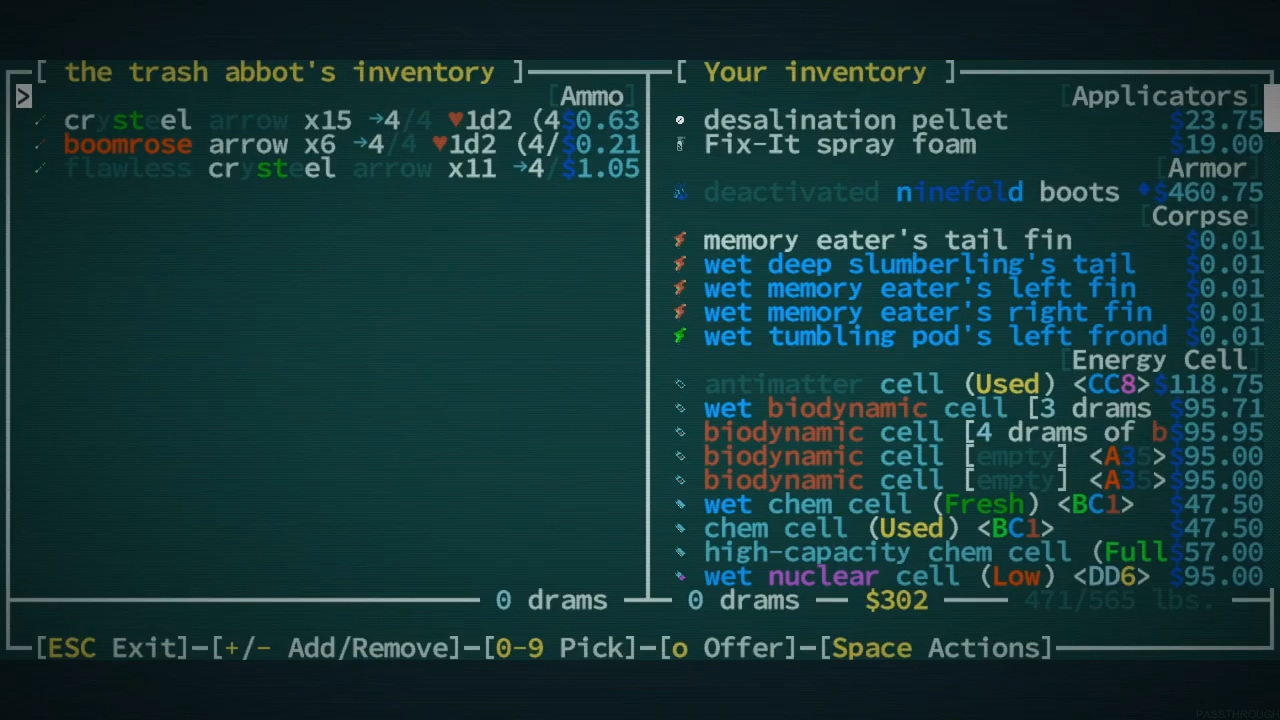 [ the trash abbot's inventory ]
[Ammo]
>
crysteel arrow x15 →4/4 ♥1d2 (4 $0.63
boomrose arrow x6 →4/4 ♥1d2 (4/ $0.21
flawless crysteel arrow x11 →4/ $1.05
0 drams
[ Your inventory ]
[Applicators]
desalination pellet $23.75
Fix-It spray foam $19.00
[Armor]
deactivated ninefold boots ♦$460.75
[Corpse]
memory eater's tail fin $0.01
wet deep slumberling's tail $0.01
wet memory eater's left fin $0.01
wet memory eater's right fin $0.01
wet tumbling pod's left frond $0.01
[Energy Cell]
antimatter cell (Used) <CC8> $118.75
wet biodynamic cell [3 drams $95.71
biodynamic cell [4 drams of b $95.95
biodynamic cell [empty] <A35> $95.00
biodynamic cell [empty] <A35> $95.00
wet chem cell (Fresh) <BC1> $47.50
chem cell (Used) <BC1> $47.50
high-capacity chem cell (Full $57.00
wet nuclear cell (Low) <DD6> $95.00
0 drams $302 471/565 lbs.
[ESC Exit] [+/- Add/Remove] [0-9 Pick] [o Offer] [Space Actions]
PASSTHROUGH